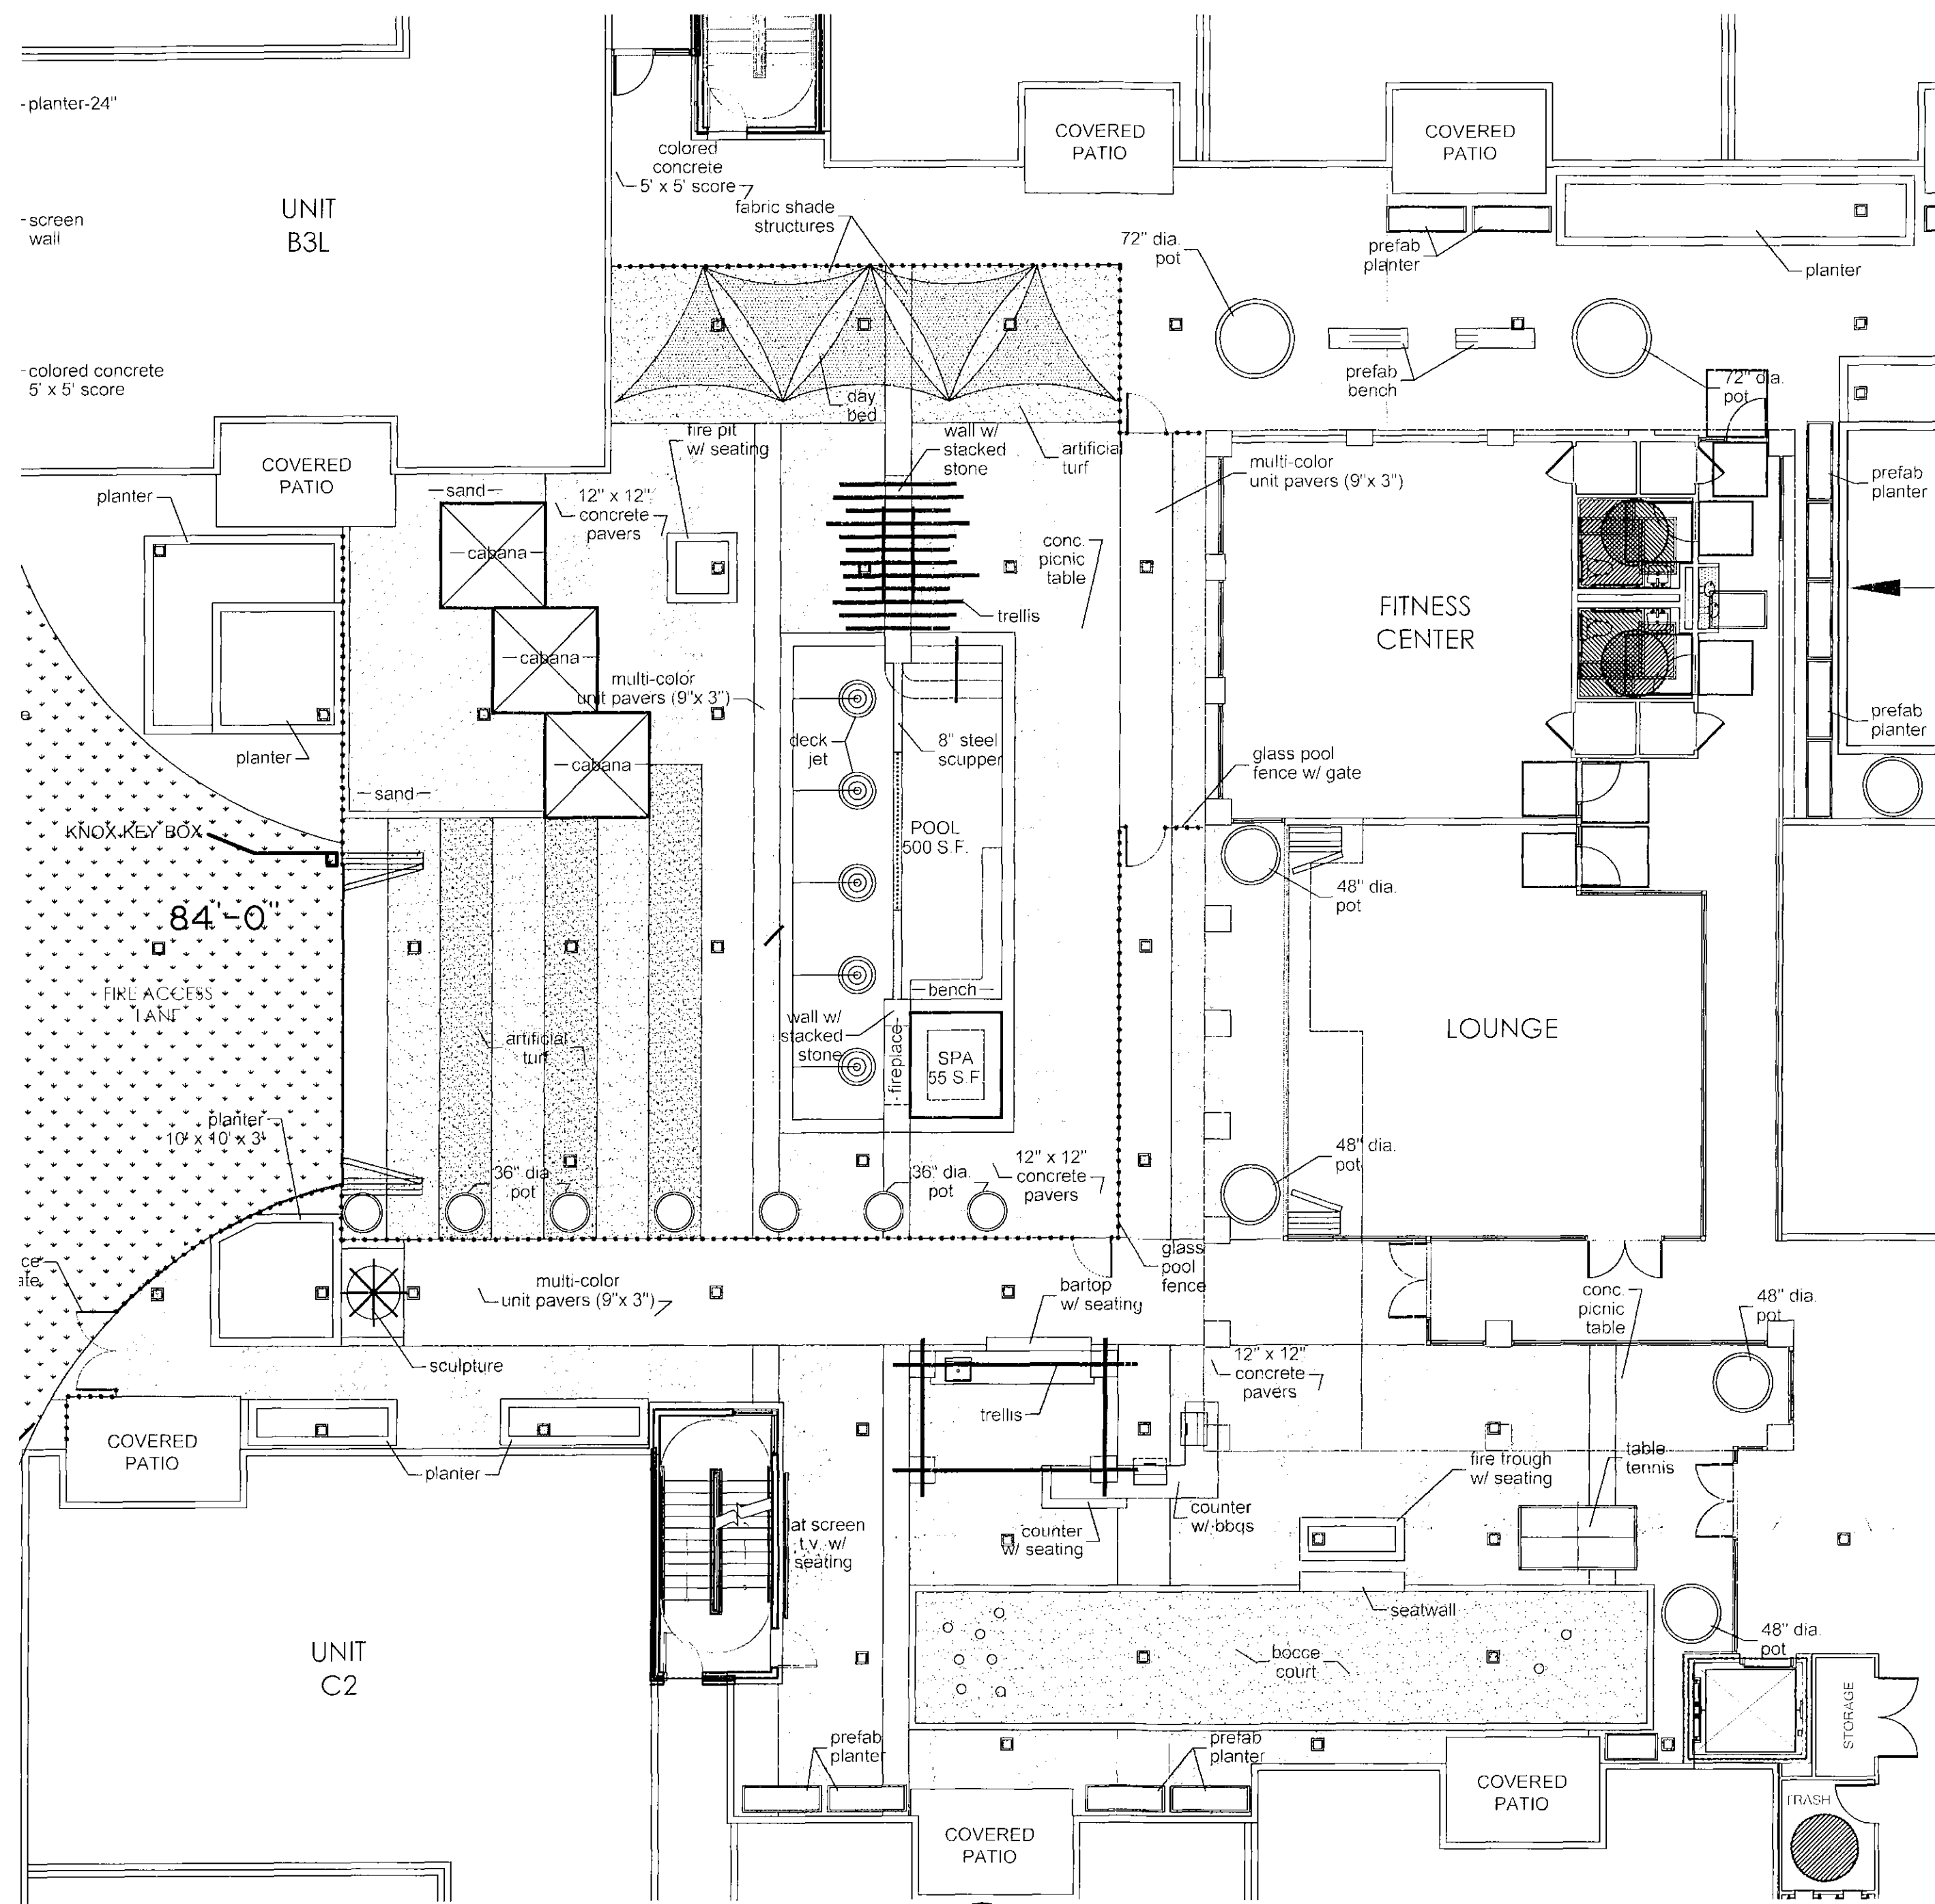 planter-24"
COVERED
PATIO
COVERED
PATIO
colored
concrete
5' x 5' score
UNIT
B3L
screen
wall
fabric shade
structures
72" dia.
pot
prefab
planter
planter
colored concrete
5' x 5' score
prefab
bench
72" dia.
pot
day
bed
fire pit
w/ seating
wall w/
stacked
stone
artificial
turf
multi-color
unit pavers (9"x 3")
COVERED
PATIO
planter
sand
12" x 12"
concrete
pavers
prefab
planter
cabana
conc.
picnic
table
FITNESS
CENTER
trellis
cabana
multi-color
unit pavers (9"x 3")
prefab
planter
planter
deck
jet
8" steel
scupper
glass pool
fence w/ gate
cabana
sand
KNOX KEY BOX
POOL
500 S.F.
48" dia.
pot
84'-0"
FIRE ACCESS
LANE
bench
wall w/
stacked
stone
fireplace
LOUNGE
artificial
turf
SPA
55 S.F.
planter
10' x 10' x 3'
36" dia
pot
36" dia.
pot
12" x 12"
concrete
pavers
48" dia.
pot
glass
pool
fence
multi-color
unit pavers (9"x 3")
bartop
w/ seating
conc.
picnic
table
48" dia.
pot
sculpture
12" x 12"
concrete
pavers
trellis
COVERED
PATIO
planter
fire trough
w/ seating
table
tennis
at screen
t.v. w/
seating
counter
w/ seating
counter
w/ bbqs
seatwall
UNIT
C2
bocce
court
48" dia.
pot
STORAGE
prefab
planter
prefab
planter
COVERED
PATIO
TRASH
COVERED
PATIO